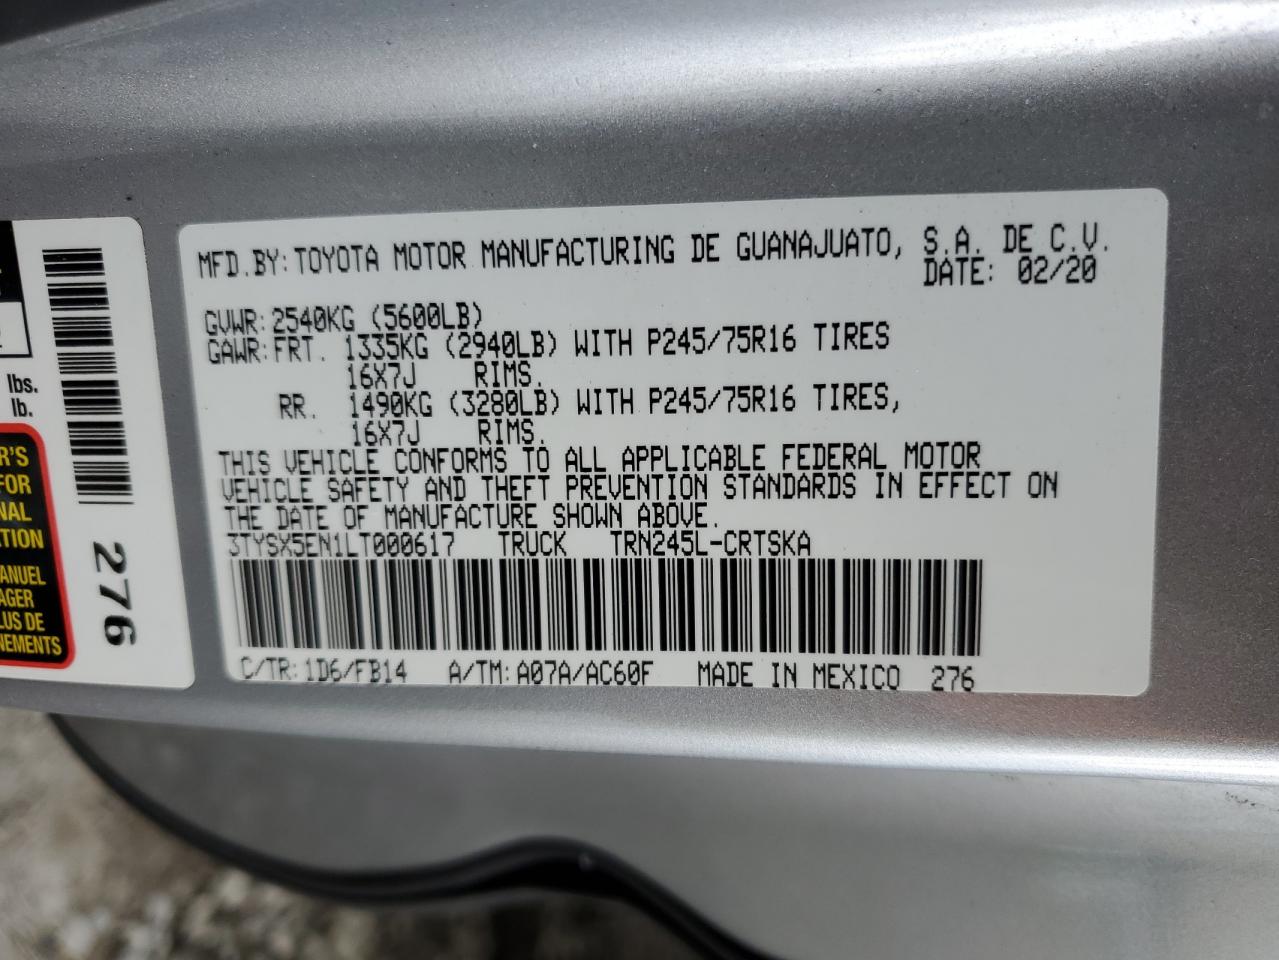 MFD.BY: TOYOTA MOTOR MANUFACTURING DE GUANAJUATO, S.A. DE C.V.
DATE: 02/20
GVWR: 2540KG (5600LB)
GAWR: FRT. 1335KG (2940LB) WITH P245/75R16 TIRES
16X7J RIMS.
RR. 1490KG (3280LB) WITH P245/75R16 TIRES,
16X7J RIMS.
THIS VEHICLE CONFORMS TO ALL APPLICABLE FEDERAL MOTOR
VEHICLE SAFETY AND THEFT PREVENTION STANDARDS IN EFFECT ON
THE DATE OF MANUFACTURE SHOWN ABOVE.
3TYSX5EN1LT000617 TRUCK TRN245L-CRTSKA
C/TR: 1D6/FB14 A/TM: A07A/AC60F MADE IN MEXICO 276
lbs.
lb.
R'S
FOR
NAL
TION
ANUEL
AGER
LUS DE
NEMENTS
276